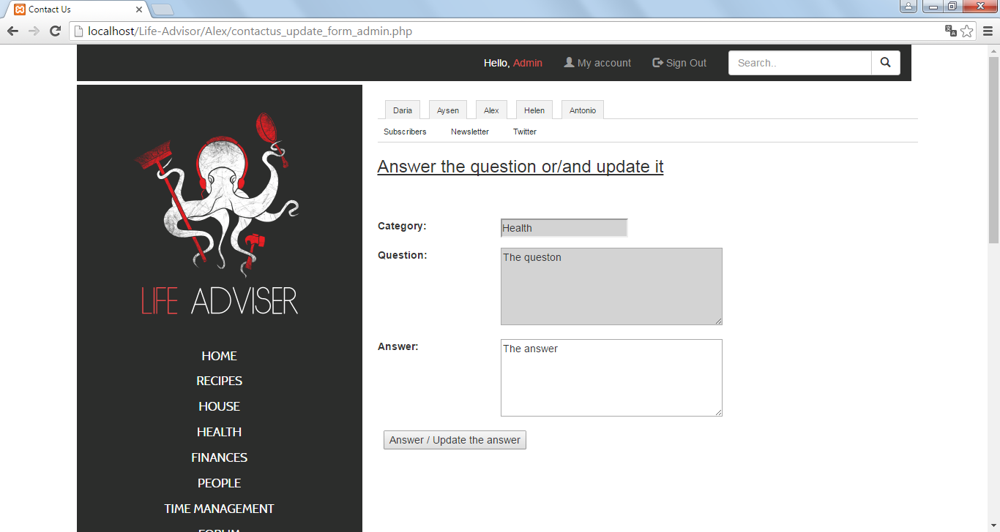 Contact Us
localhost/Life-Advisor/Alex/contactus_update_form_admin.php
Hello, Admin My account Sign Out Search..
Daria Aysen Alex Helen Antonio
Subscribers Newsletter Twitter
Answer the question or/and update it
Category: Health
Question: The queston
Answer: The answer
Answer / Update the answer
LIFE ADVISER
HOME
RECIPES
HOUSE
HEALTH
FINANCES
PEOPLE
TIME MANAGEMENT
FORUM